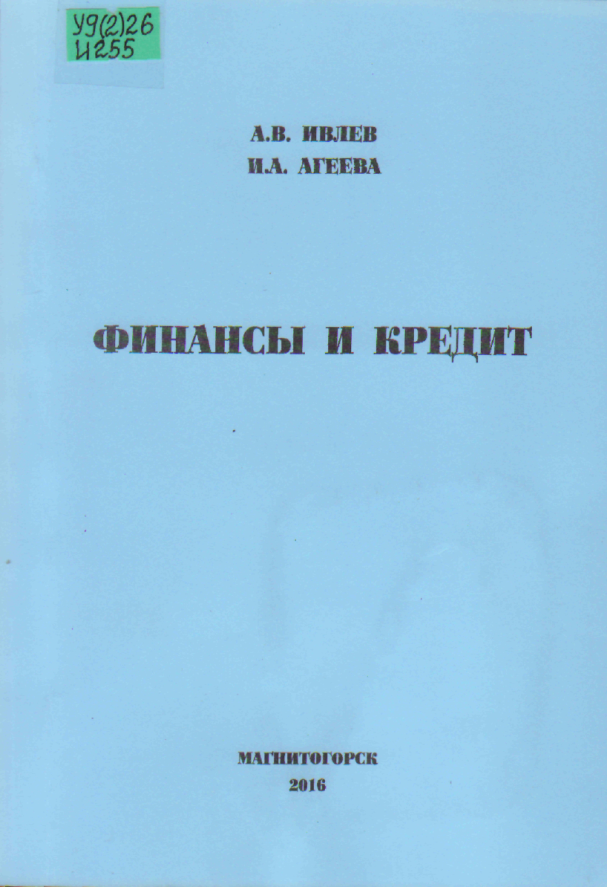 У9(2)26
И255
А.В. ИВЛЕВ
И.А. АГЕЕВА
ФИНАНСЫ И КРЕДИТ
МАГНИТОГОРСК
2016